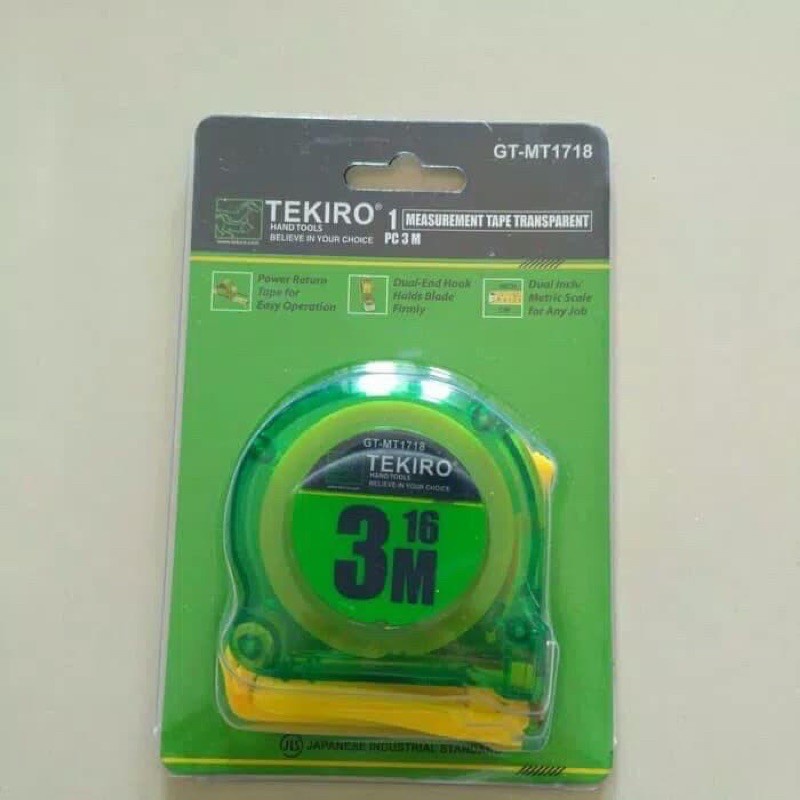 GT-MT1718
TEKIRO®
HAND TOOLS
BELIEVE IN YOUR CHOICE
1 MEASUREMENT TAPE TRANSPARENT
PC 3 M
Power Return
Tape for
Easy Operation
Dual-End Hook
Holds Blade
Firmly
Dual Inch/
Metric Scale
for Any Job
GT-MT1718
TEKIRO®
HAND TOOLS
BELIEVE IN YOUR CHOICE
3 16
M
JIS JAPANESE INDUSTRIAL STANDARD